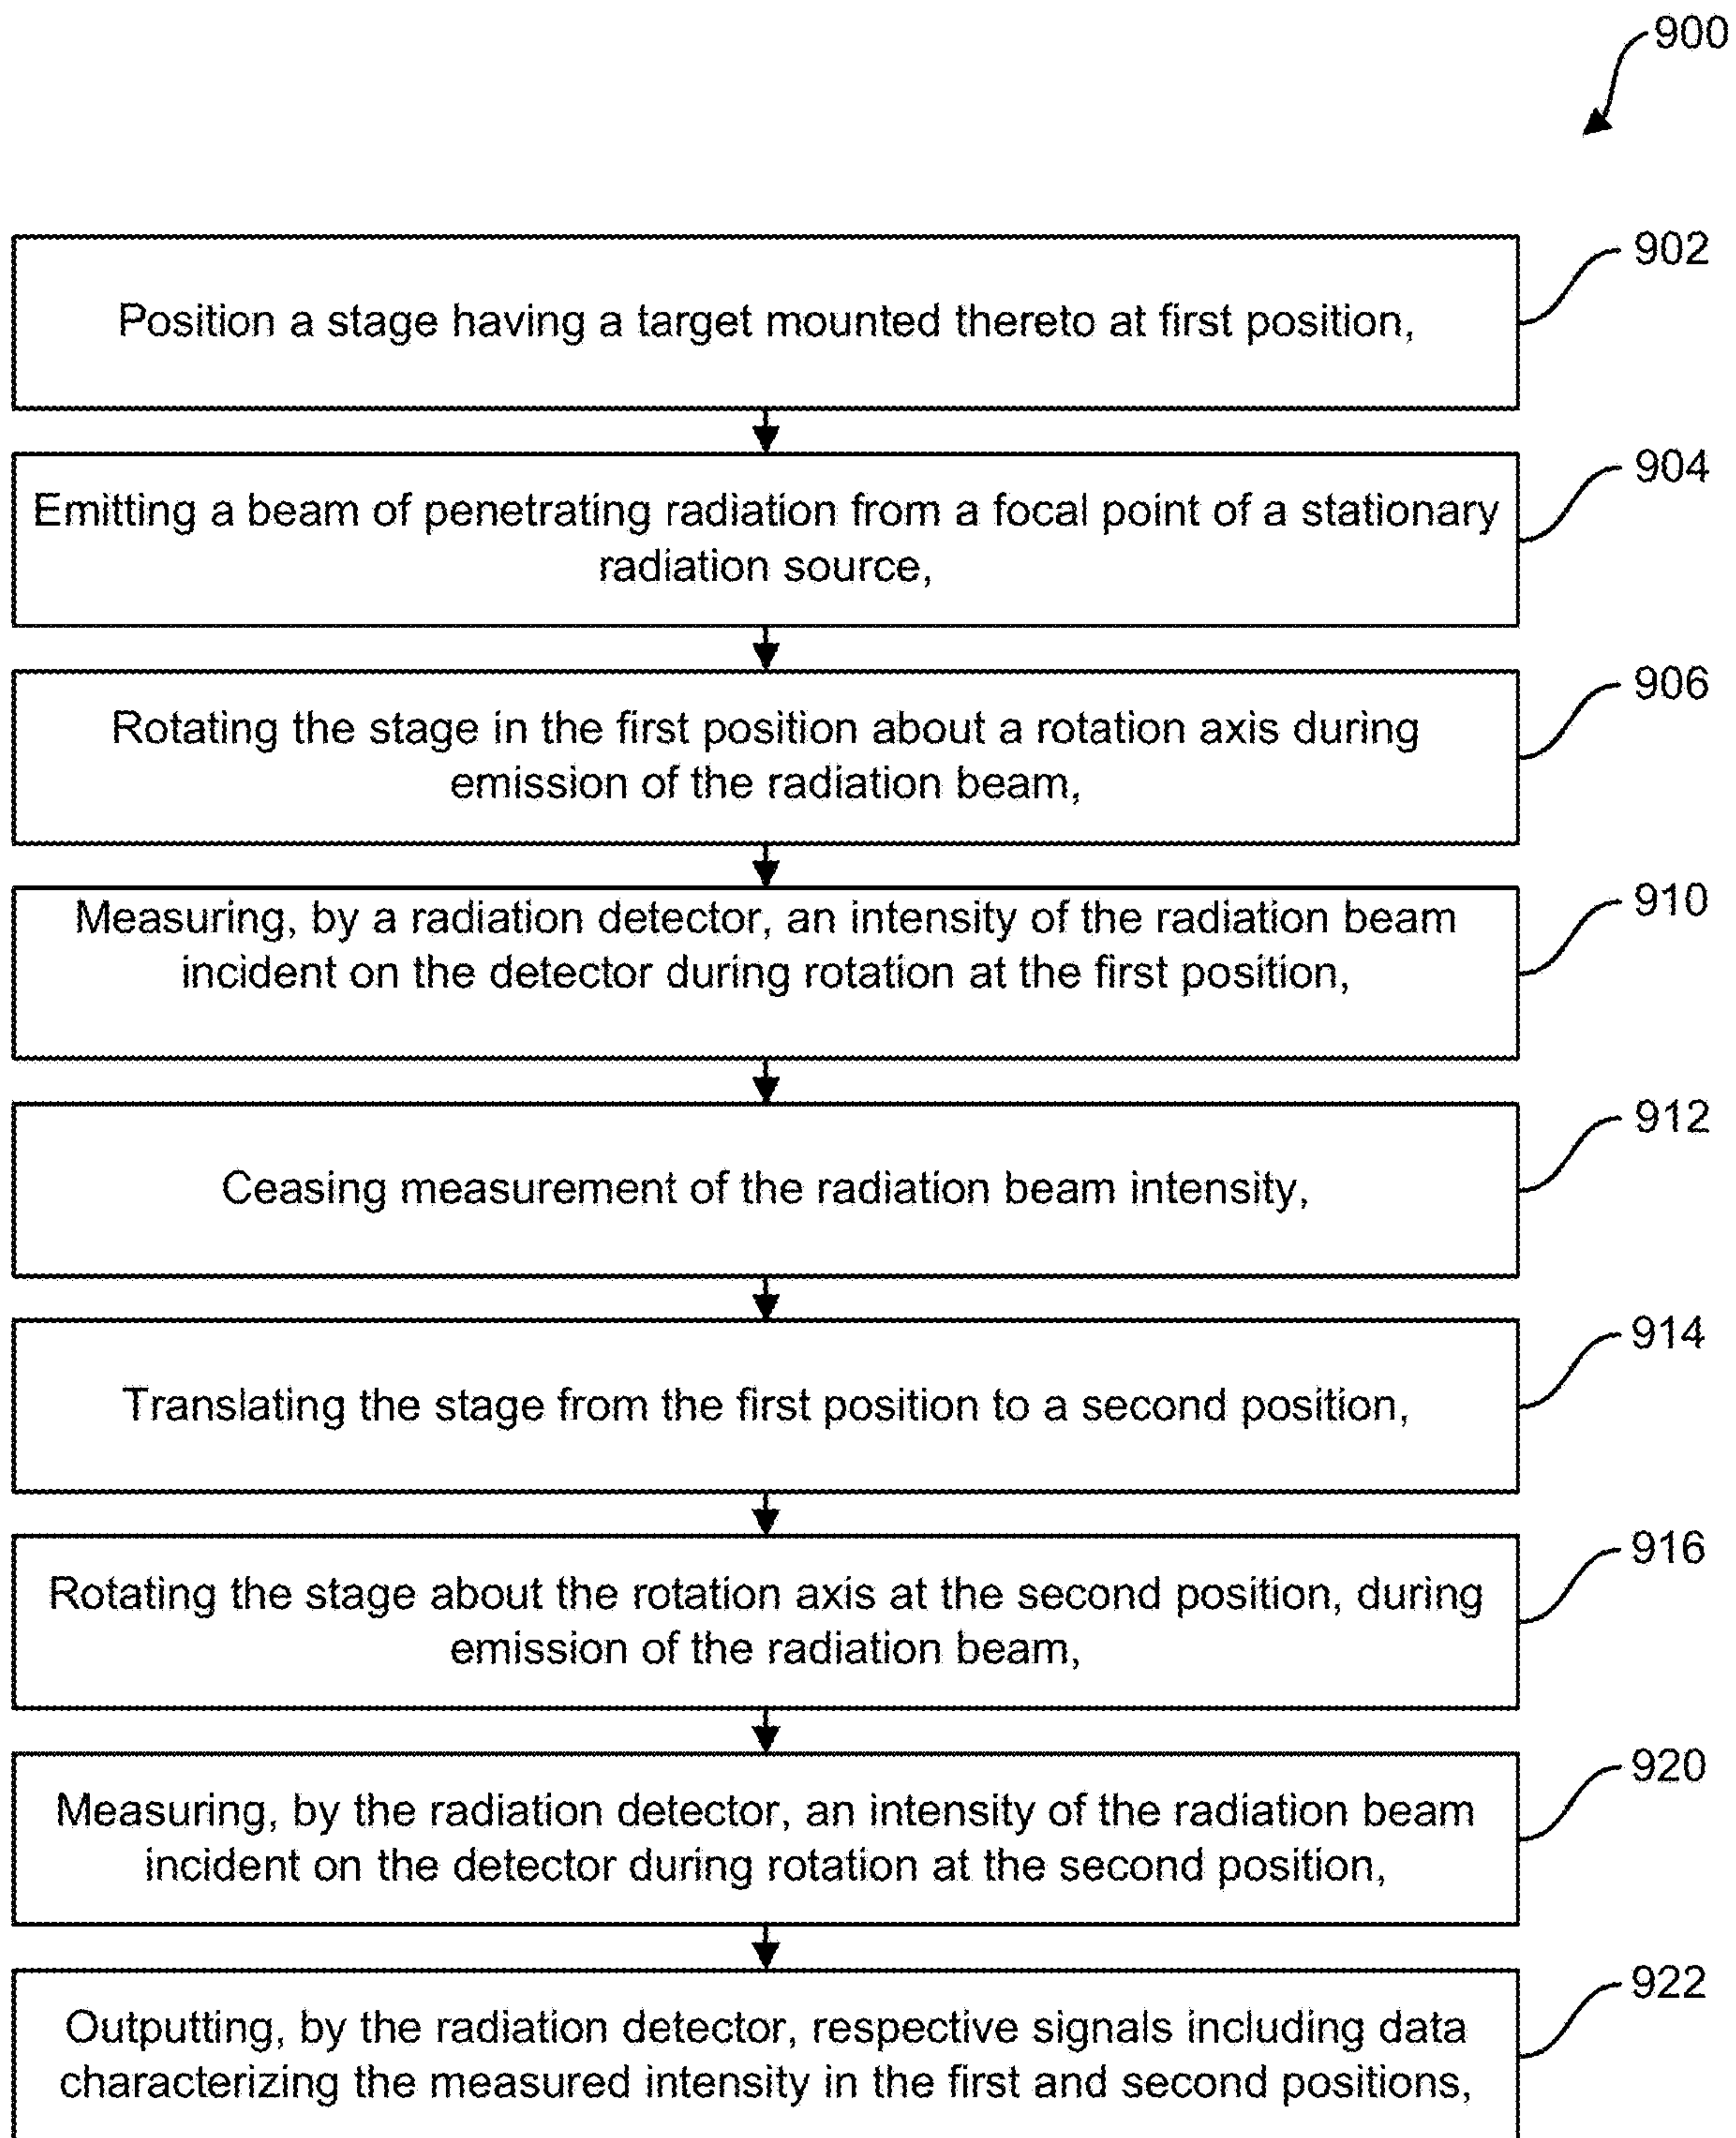 900
902
Position a stage having a target mounted thereto at first position,
904
Emitting a beam of penetrating radiation from a focal point of a stationary
radiation source,
906
Rotating the stage in the first position about a rotation axis during
emission of the radiation beam,
910
Measuring, by a radiation detector, an intensity of the radiation beam
incident on the detector during rotation at the first position,
912
Ceasing measurement of the radiation beam intensity,
914
Translating the stage from the first position to a second position,
916
Rotating the stage about the rotation axis at the second position, during
emission of the radiation beam,
920
Measuring, by the radiation detector, an intensity of the radiation beam
incident on the detector during rotation at the second position,
922
Outputting, by the radiation detector, respective signals including data
characterizing the measured intensity in the first and second positions,